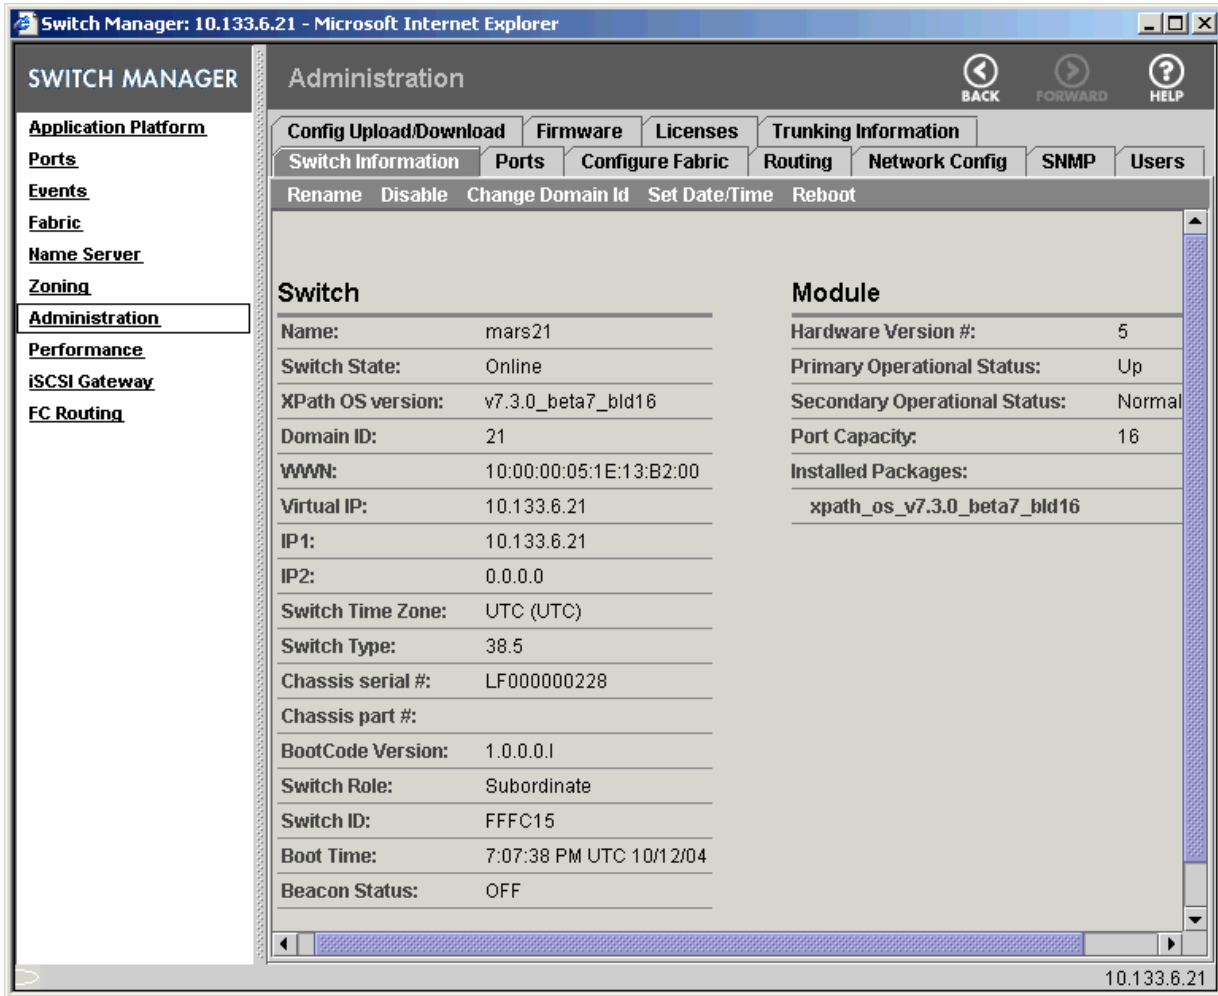 Switch Manager: 10.133.6.21 - Microsoft Internet Explorer
SWITCH MANAGER
Administration
BACK
FORWARD
HELP
Application Platform
Ports
Events
Fabric
Name Server
Zoning
Administration
Performance
iSCSI Gateway
FC Routing
Config Upload/Download Firmware Licenses Trunking Information
Switch Information Ports Configure Fabric Routing Network Config SNMP Users
Rename Disable Change Domain Id Set Date/Time Reboot
Switch
Name: mars21
Switch State: Online
XPath OS version: v7.3.0_beta7_bld16
Domain ID: 21
WWN: 10:00:00:05:1E:13:B2:00
Virtual IP: 10.133.6.21
IP1: 10.133.6.21
IP2: 0.0.0.0
Switch Time Zone: UTC (UTC)
Switch Type: 38.5
Chassis serial #: LF000000228
Chassis part #:
BootCode Version: 1.0.0.0.l
Switch Role: Subordinate
Switch ID: FFFC15
Boot Time: 7:07:38 PM UTC 10/12/04
Beacon Status: OFF
Module
Hardware Version #: 5
Primary Operational Status: Up
Secondary Operational Status: Normal
Port Capacity: 16
Installed Packages:
xpath_os_v7.3.0_beta7_bld16
10.133.6.21